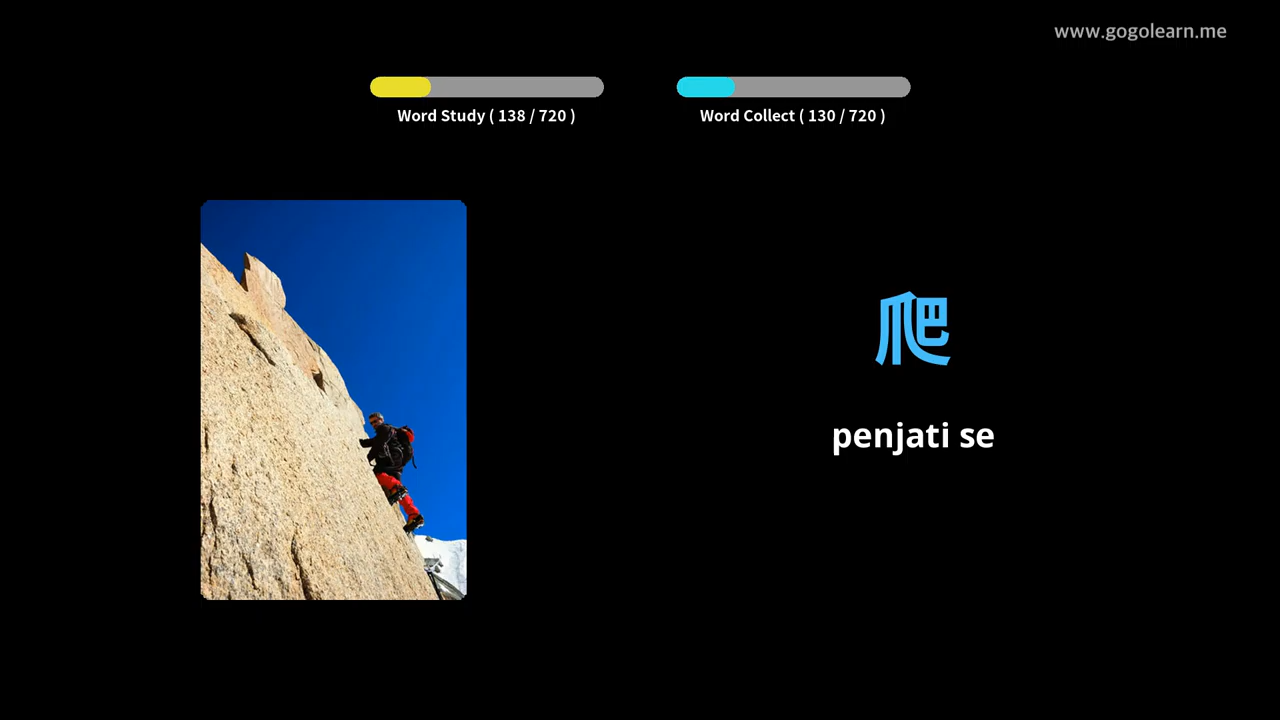 www.gogolearn.me
Word Study ( 138 / 720 )
Word Collect ( 130 / 720 )
爬
penjati se